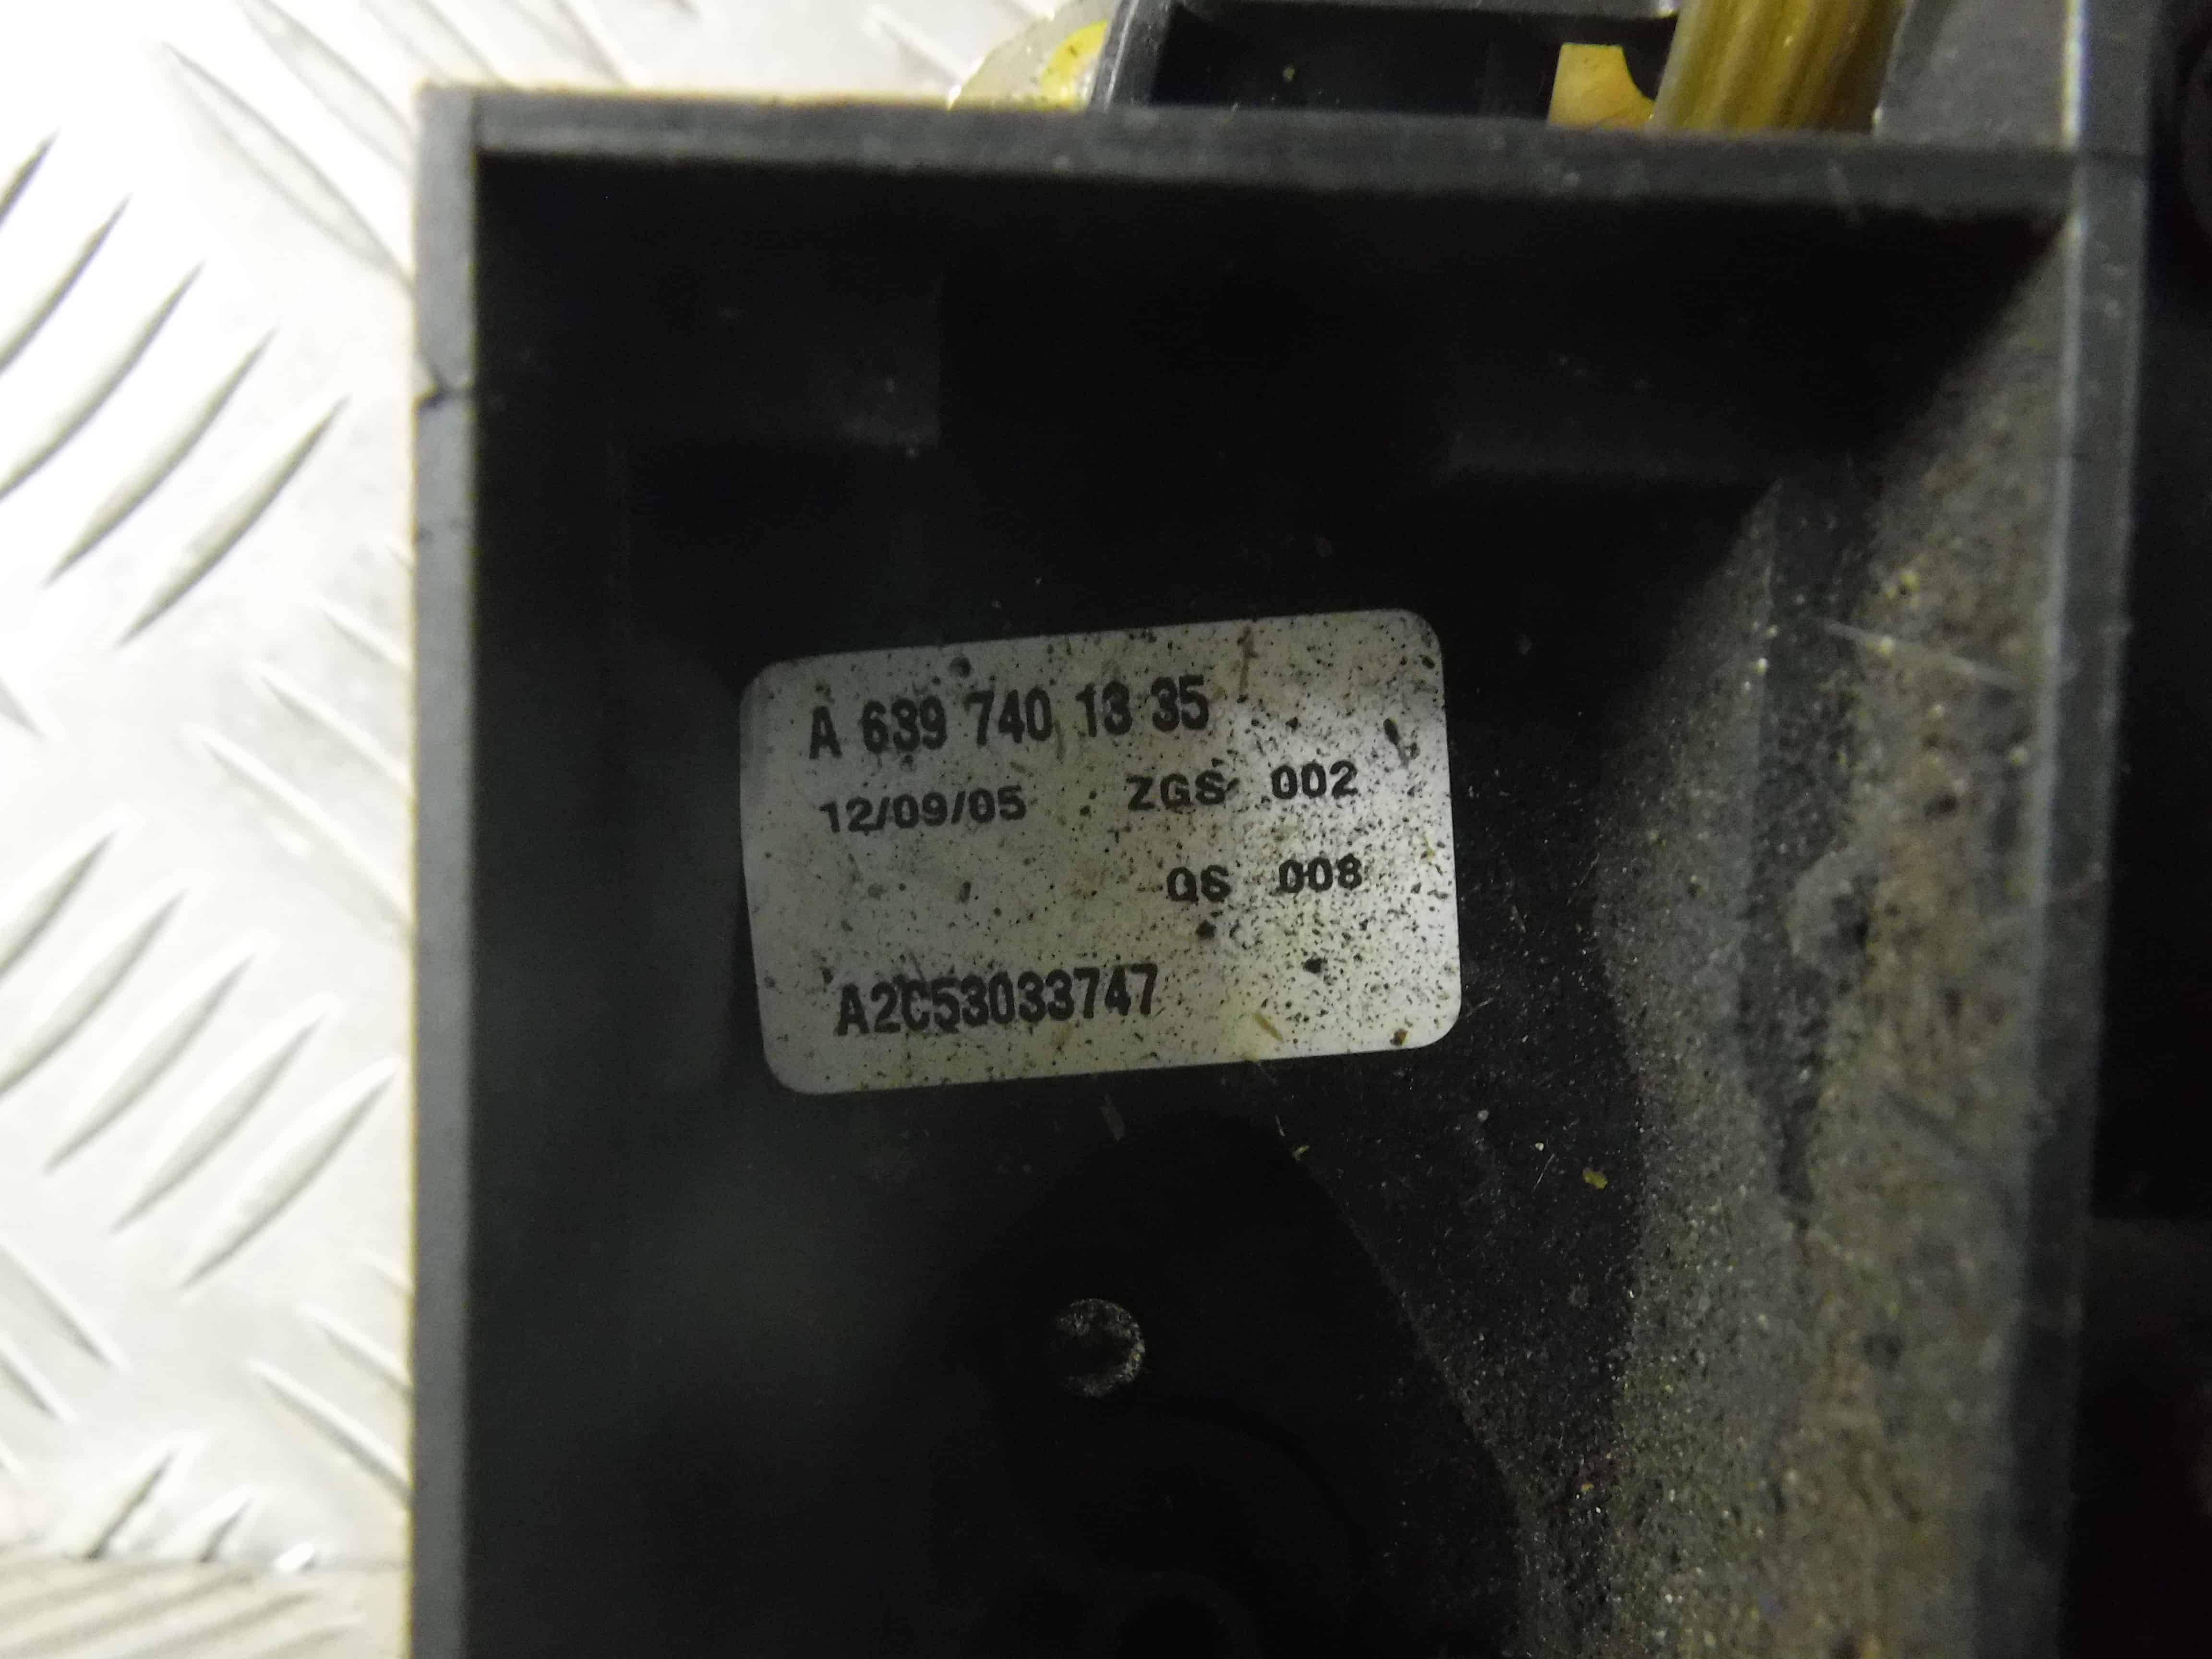 A 639 740 13 35
12/09/05 ZGS 002
QS 008
A2C53033747